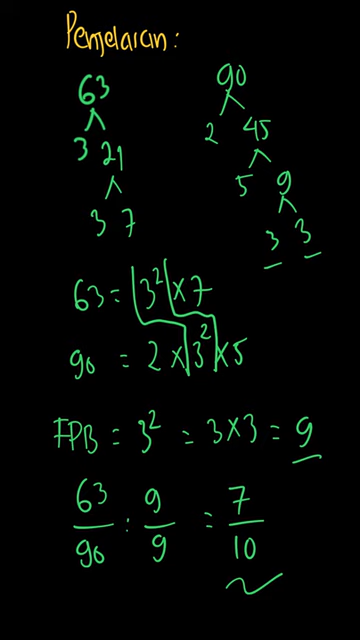 Penjelasan :
63 90
3 21 2 45
3 7 5 9
3 3
63 = 3² × 7
90 = 2 × 3² × 5
FPB = 3² = 3 × 3 = 9
63/90 : 9/9 = 7/10